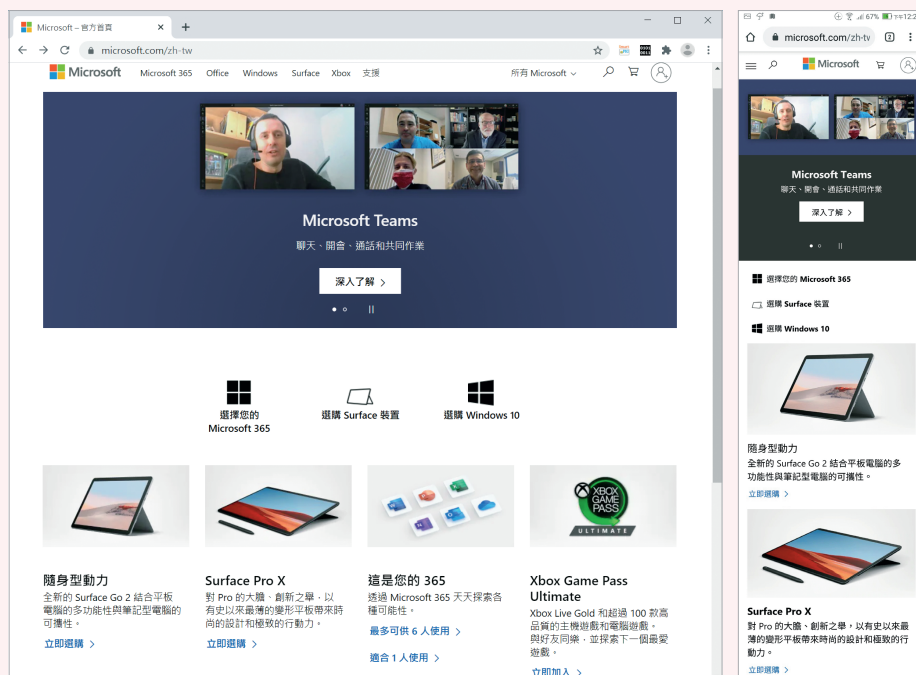 Microsoft – 官方首頁
microsoft.com/zh-tw
Microsoft
Microsoft 365
Office
Windows
Surface
Xbox
支援
所有 Microsoft
Microsoft Teams
聊天、開會、通話和共同作業
深入了解
選擇您的
Microsoft 365
選購 Surface 裝置
選購 Windows 10
XBOX
GAME
PASS
ULTIMATE
隨身型動力
全新的 Surface Go 2 結合平板
電腦的多功能性與筆記型電腦的
可攜性。
立即選購
Surface Pro X
對 Pro 的大膽、創新之舉，以
有史以來最薄的變形平板帶來時
尚的設計和極致的行動力。
立即選購
這是您的 365
透過 Microsoft 365 天天探索各
種可能性。
最多可供 6 人使用
適合 1 人使用
Xbox Game Pass
Ultimate
Xbox Live Gold 和超過 100 款高
品質的主機遊戲和電腦遊戲。
與好友同樂，並探索下一個最愛
遊戲。
立即加入
67%
下午12:2
microsoft.com/zh-tw
2
Microsoft
Microsoft Teams
聊天、開會、通話和共同作業
深入了解
選擇您的 Microsoft 365
選購 Surface 裝置
選購 Windows 10
隨身型動力
全新的 Surface Go 2 結合平板電腦的多
功能性與筆記型電腦的可攜性。
立即選購
Surface Pro X
對 Pro 的大膽、創新之舉，以有史以來最
薄的變形平板帶來時尚的設計和極致的行
動力。
立即選購